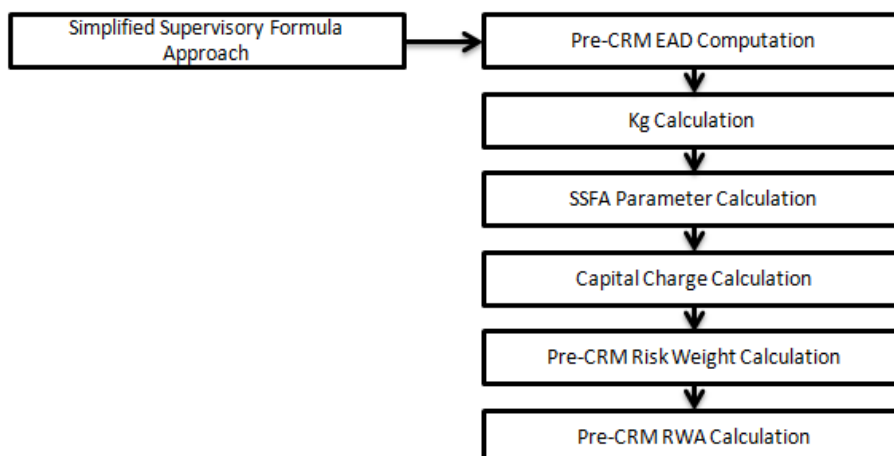 Simplified Supervisory Formula
Approach
Pre-CRM EAD Computation
Kg Calculation
SSFA Parameter Calculation
Capital Charge Calculation
Pre-CRM Risk Weight Calculation
Pre-CRM RWA Calculation